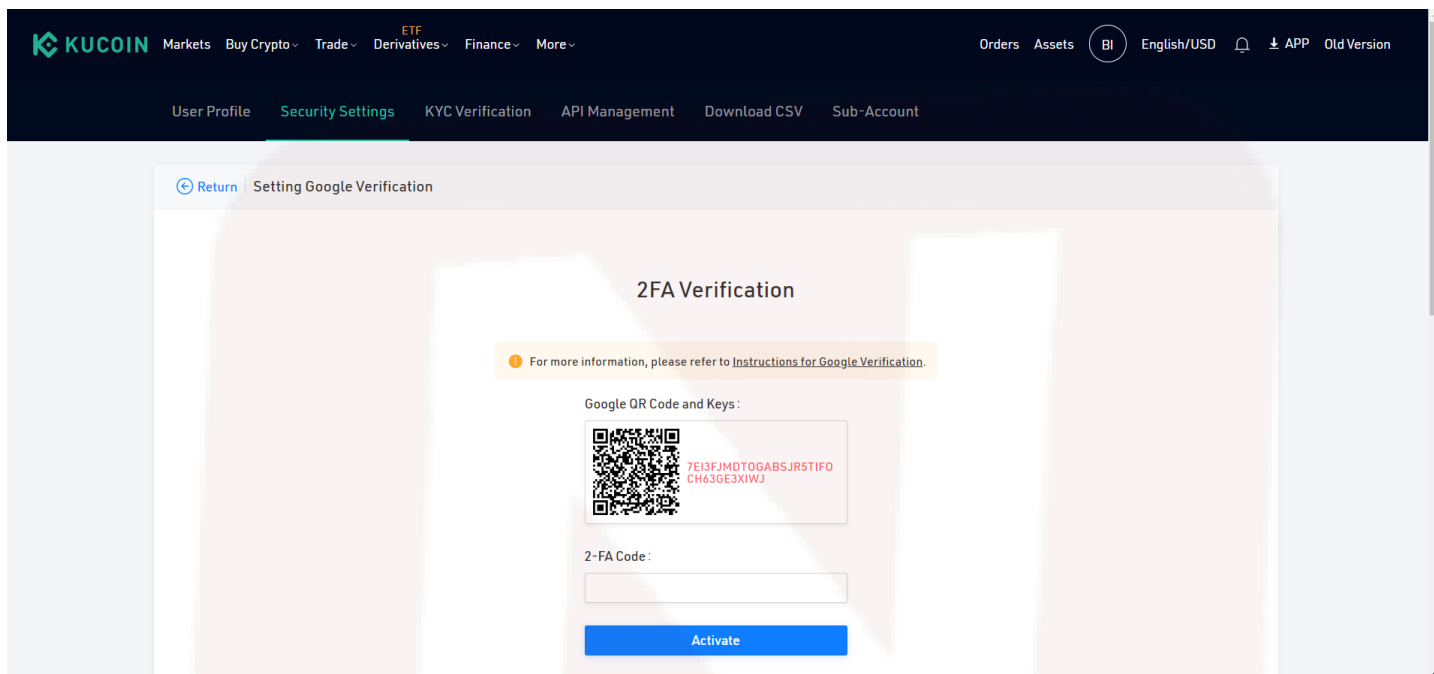 ETF
KUCOIN Markets Buy Crypto Trade Derivatives Finance More Orders Assets BI English/USD APP Old Version
User Profile Security Settings KYC Verification API Management Download CSV Sub-Account
Return Setting Google Verification
2FA Verification
For more information, please refer to Instructions for Google Verification.
Google QR Code and Keys:
7EI3FJMDTOGABSJR5TIFO
CH63GE3XIWJ
2-FA Code:
Activate